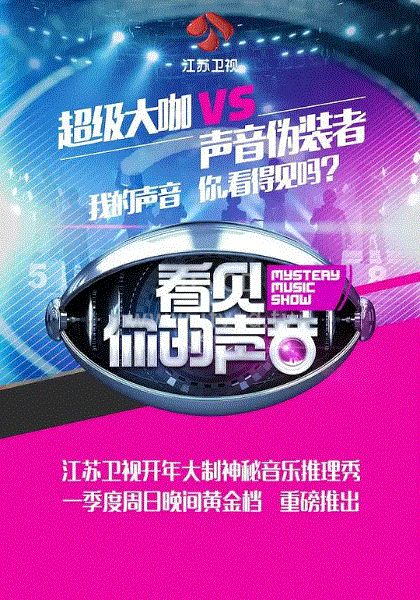 江苏卫视
超级大咖 VS
声音伪装者
我的声音 你,看得见吗?
5
看见
MYSTERY
MUSIC
SHOW
你的声音
江苏卫视开年大制神秘音乐推理秀
一季度周日晚间黄金档 重磅推出